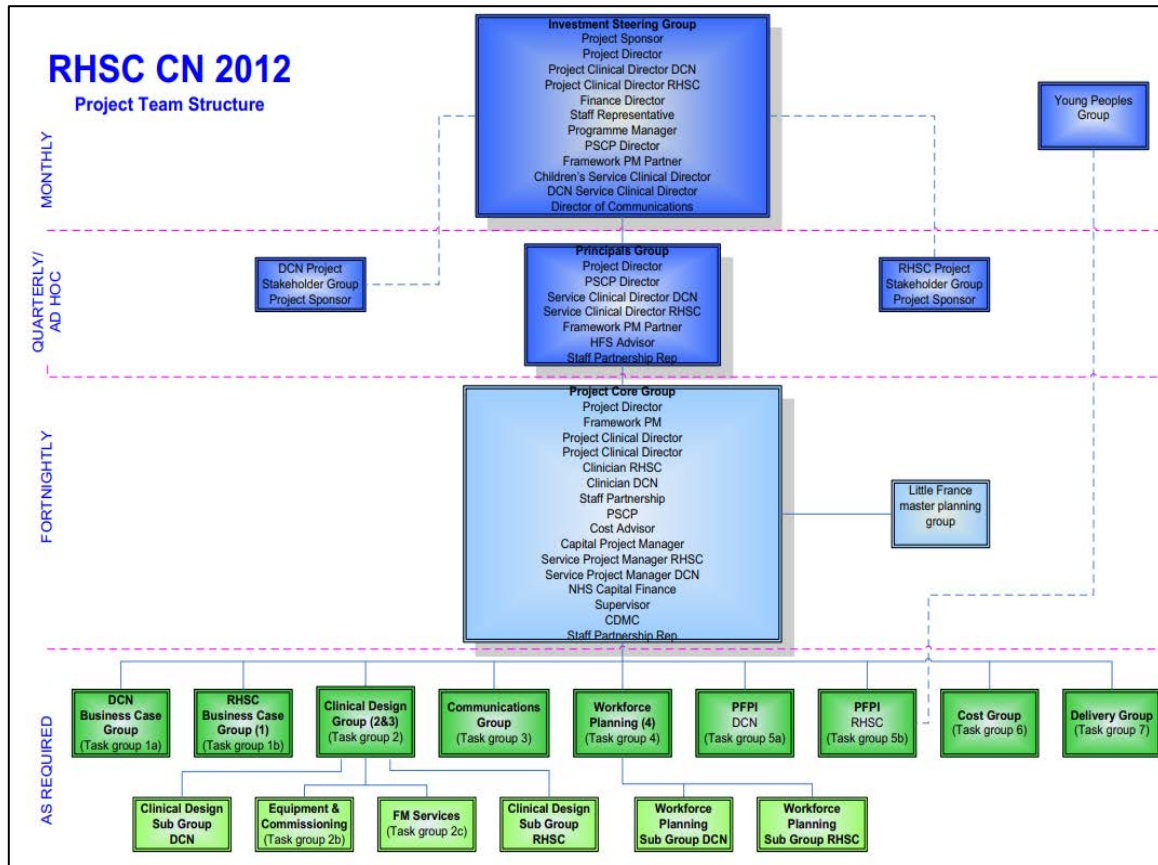 RHSC CN 2012
Project Team Structure
MONTHLY
Investment Steering Group
Project Sponsor
Project Director
Project Clinical Director DCN
Project Clinical Director RHSC
Finance Director
Staff Representative
Programme Manager
PSCP Director
Framework PM Partner
Children's Service Clinical Director
DCN Service Clinical Director
Director of Communications
Young Peoples
Group
QUARTERLY/
AD HOC
DCN Project
Stakeholder Group
Project Sponsor
Principals Group
Project Director
PSCP Director
Service Clinical Director DCN
Service Clinical Director RHSC
Framework PM Partner
HFS Advisor
Staff Partnership Rep
RHSC Project
Stakeholder Group
Project Sponsor
FORTNIGHTLY
Project Core Group
Project Director
Framework PM
Project Clinical Director
Project Clinical Director
Clinician RHSC
Clinician DCN
Staff Partnership
PSCP
Cost Advisor
Capital Project Manager
Service Project Manager RHSC
Service Project Manager DCN
NHS Capital Finance
Supervisor
CDMC
Staff Partnership Rep
Little France
master planning
group
AS REQUIRED
DCN
Business Case
Group
(Task group 1a)
RHSC
Business Case
Group (1)
(Task group 1b)
Clinical Design
Group (2&3)
(Task group 2)
Communications
Group
(Task group 3)
Workforce
Planning (4)
(Task group 4)
PFPI
DCN
(Task group 5a)
PFPI
RHSC
(Task group 5b)
Cost Group
(Task group 6)
Delivery Group
(Task group 7)
Clinical Design
Sub Group
DCN
Equipment &
Commissioning
(Task group 2b)
FM Services
(Task group 2c)
Clinical Design
Sub Group
RHSC
Workforce
Planning
Sub Group DCN
Workforce
Planning
Sub Group RHSC